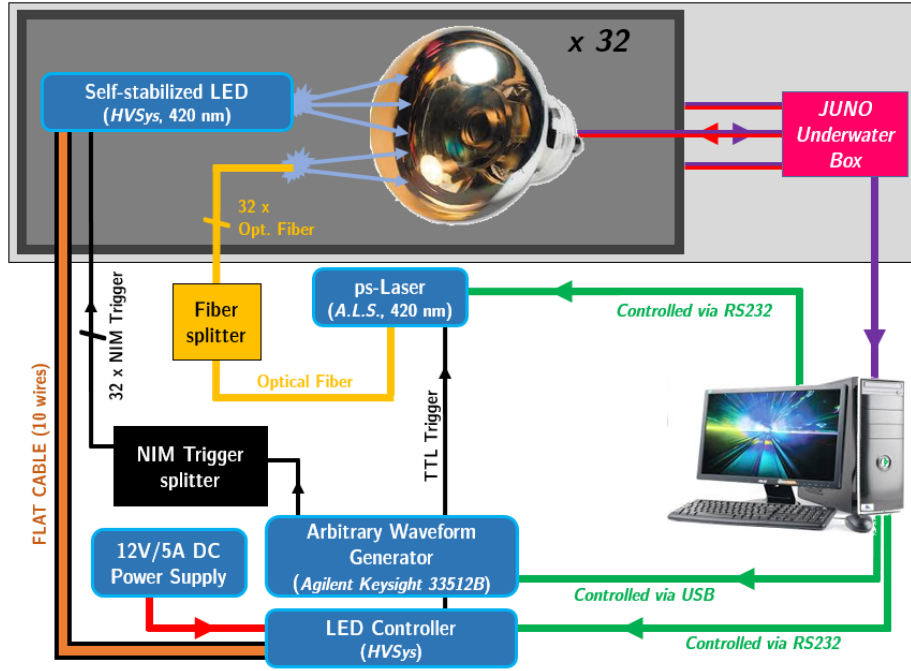 x 32
Self-stabilized LED
(HVSys, 420 nm)
JUNO
Underwater
Box
32 x
Opt. Fiber
ps-Laser
(A.L.S., 420 nm)
Controlled via RS232
Fiber
splitter
Optical Fiber
32 x NIM Trigger
TTL Trigger
FLAT CABLE (10 wires)
NIM Trigger
splitter
Arbitrary Waveform
Generator
(Agilent Keysight 33512B)
12V/5A DC
Power Supply
Controlled via USB
LED Controller
(HVSys)
Controlled via RS232